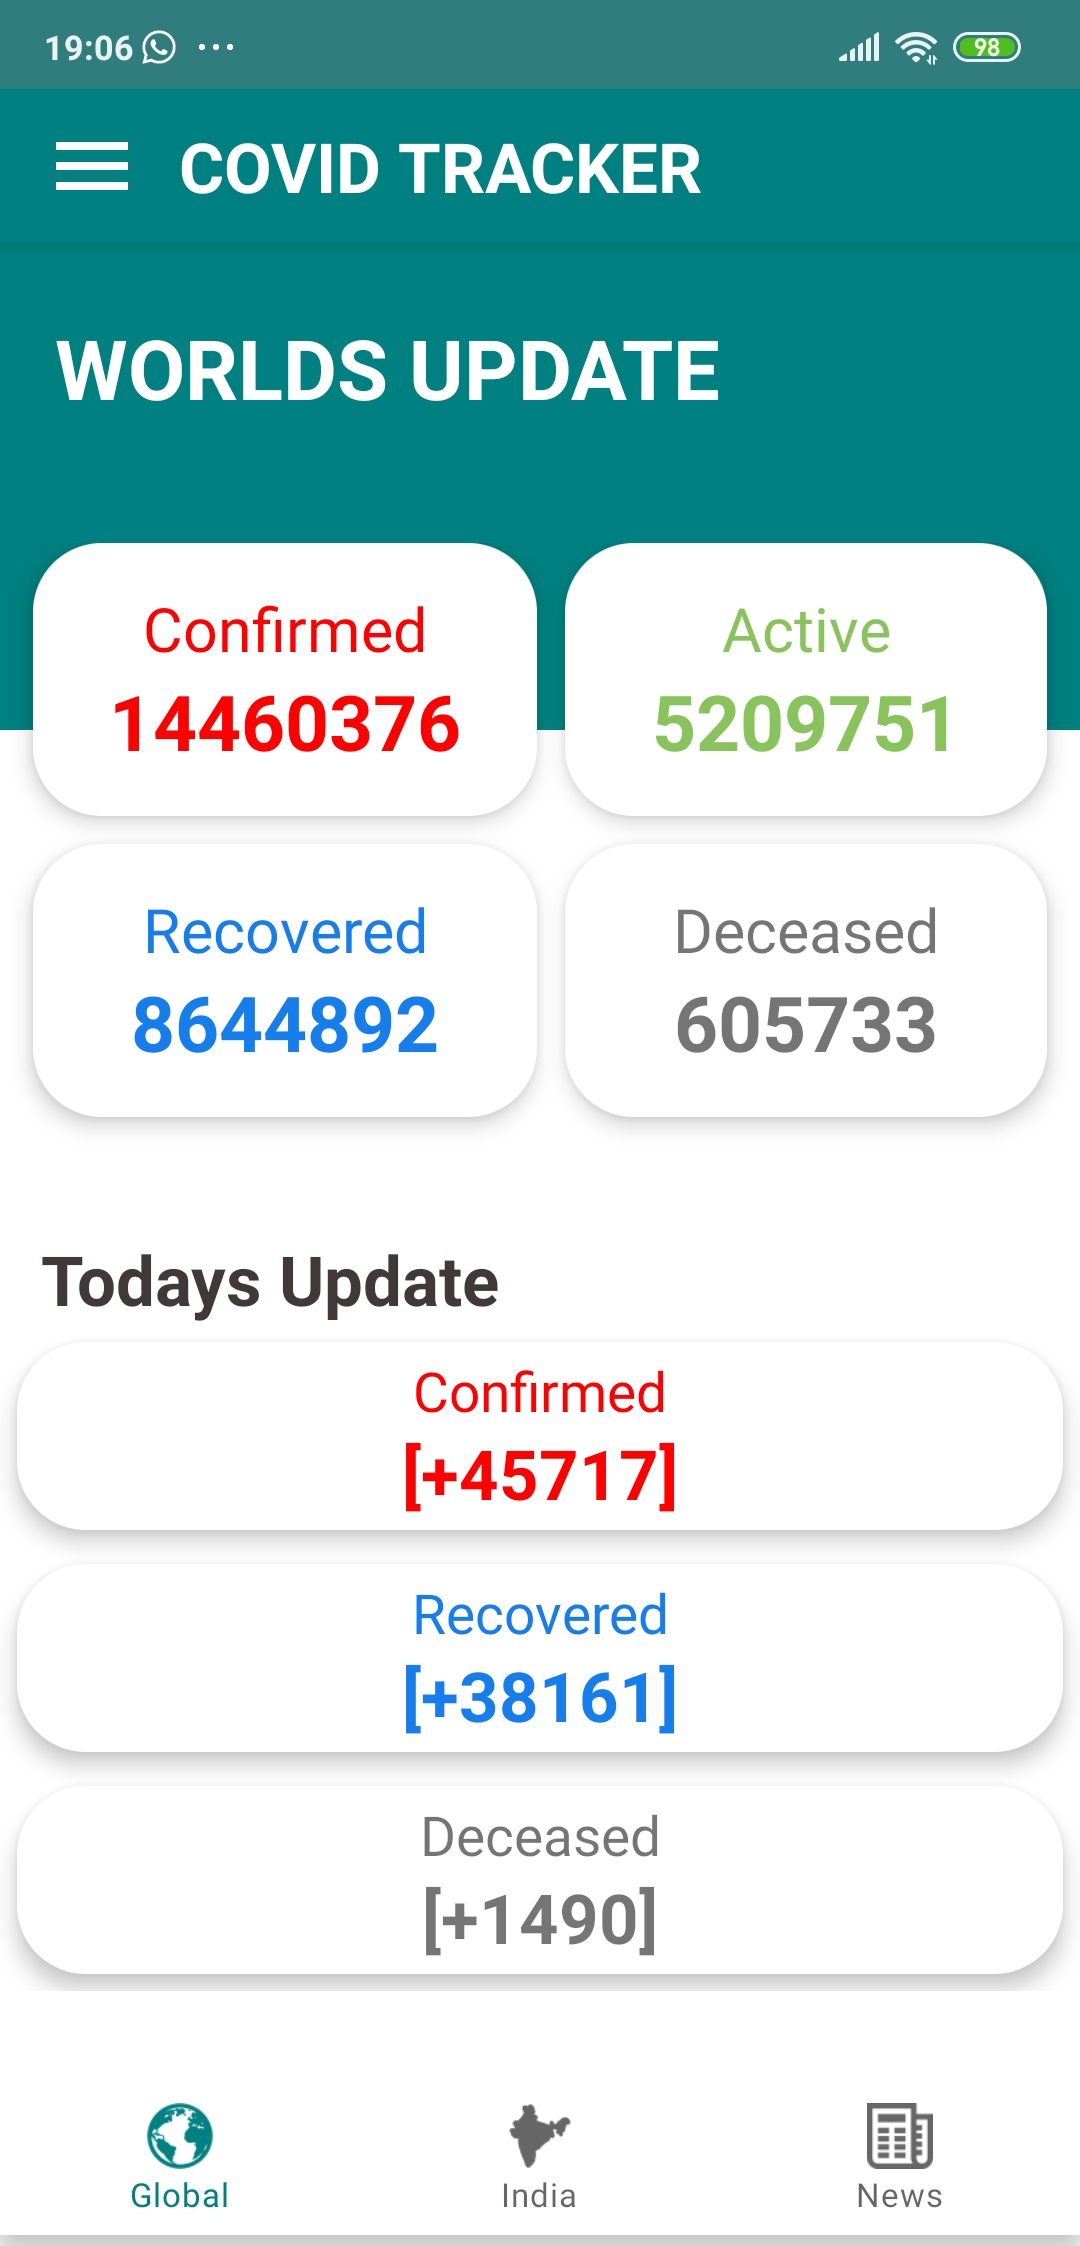 19:06 ... 98
COVID TRACKER
WORLDS UPDATE
Confirmed
14460376
Active
5209751
Recovered
8644892
Deceased
605733
Todays Update
Confirmed
[+45717]
Recovered
[+38161]
Deceased
[+1490]
Global India News